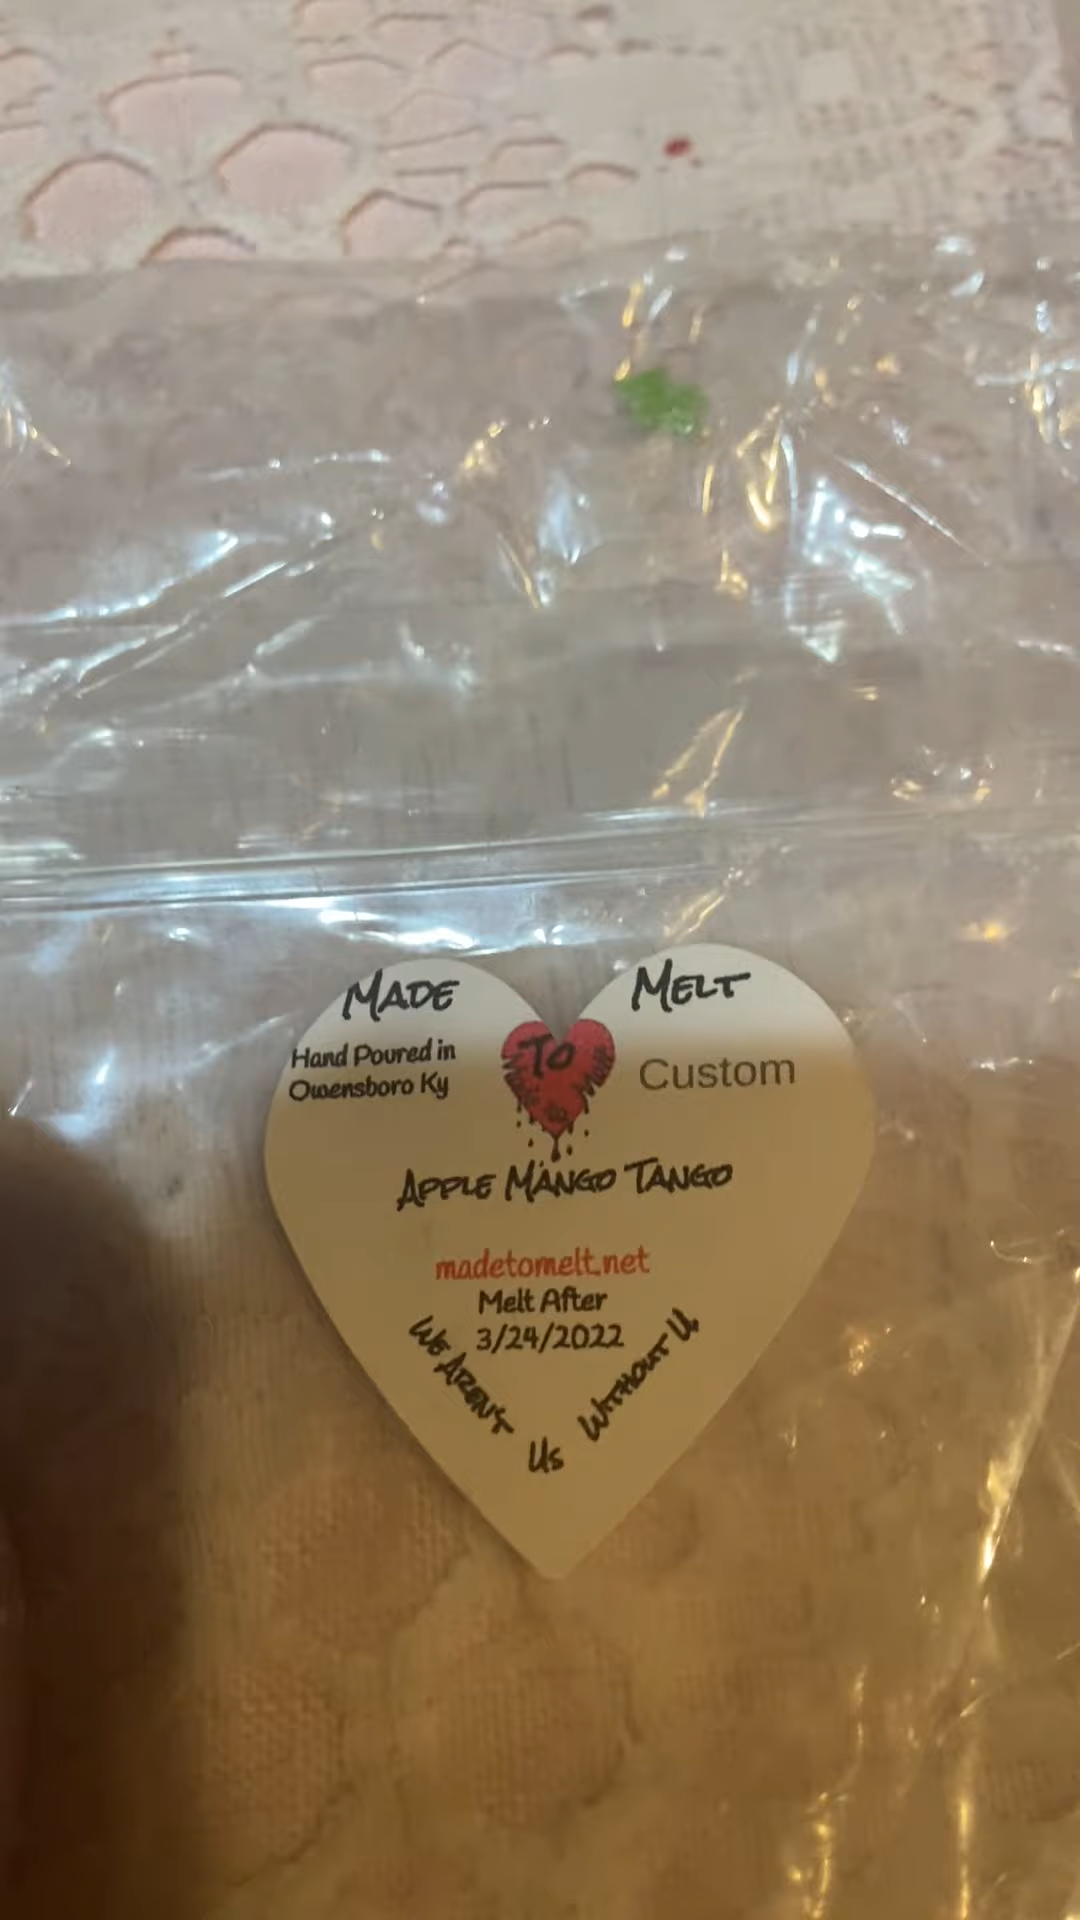 MADE TO MELT
Hand Poured in
Owensboro Ky
Custom
APPLE MANGO TANGO
madetomelt.net
Melt After
3/24/2022
WE AREN'T
US
WITHOUT U